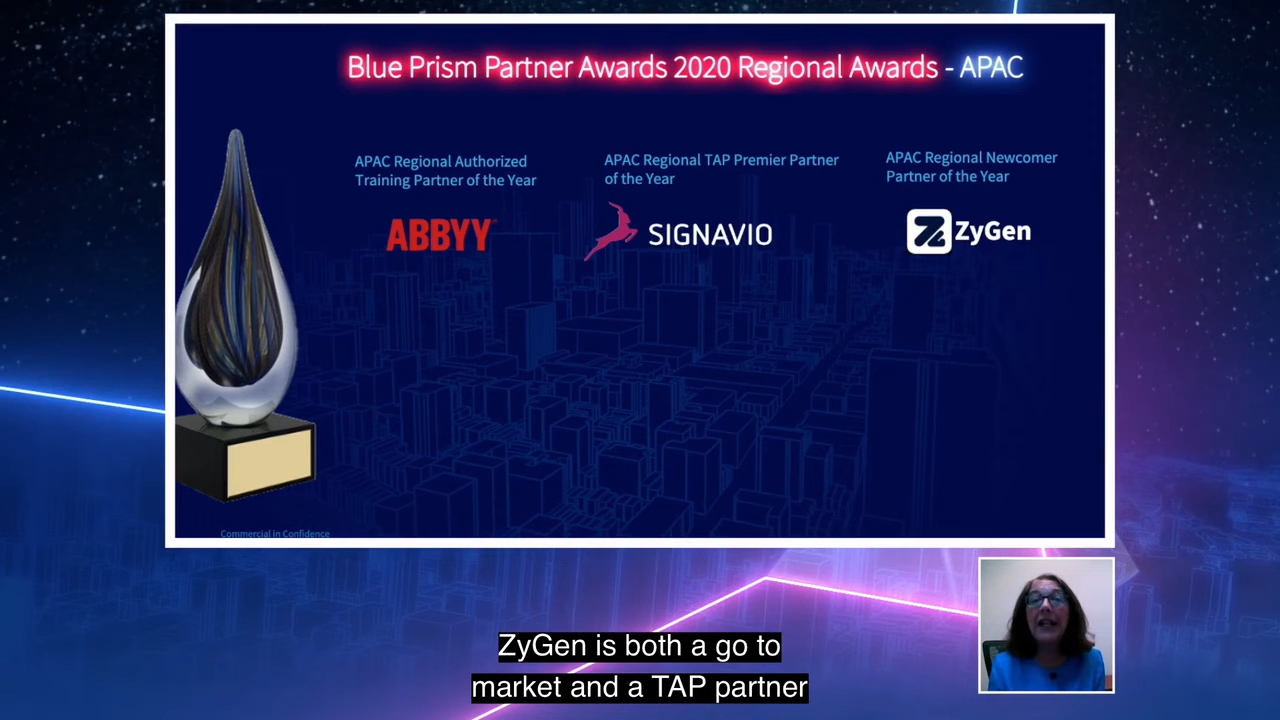 Blue Prism Partner Awards 2020 Regional Awards - APAC
APAC Regional Authorized
Training Partner of the Year
APAC Regional TAP Premier Partner
of the Year
APAC Regional Newcomer
Partner of the Year
ABBYY
SIGNAVIO
ZyGen
Commercial in Confidence
ZyGen is both a go to
market and a TAP partner